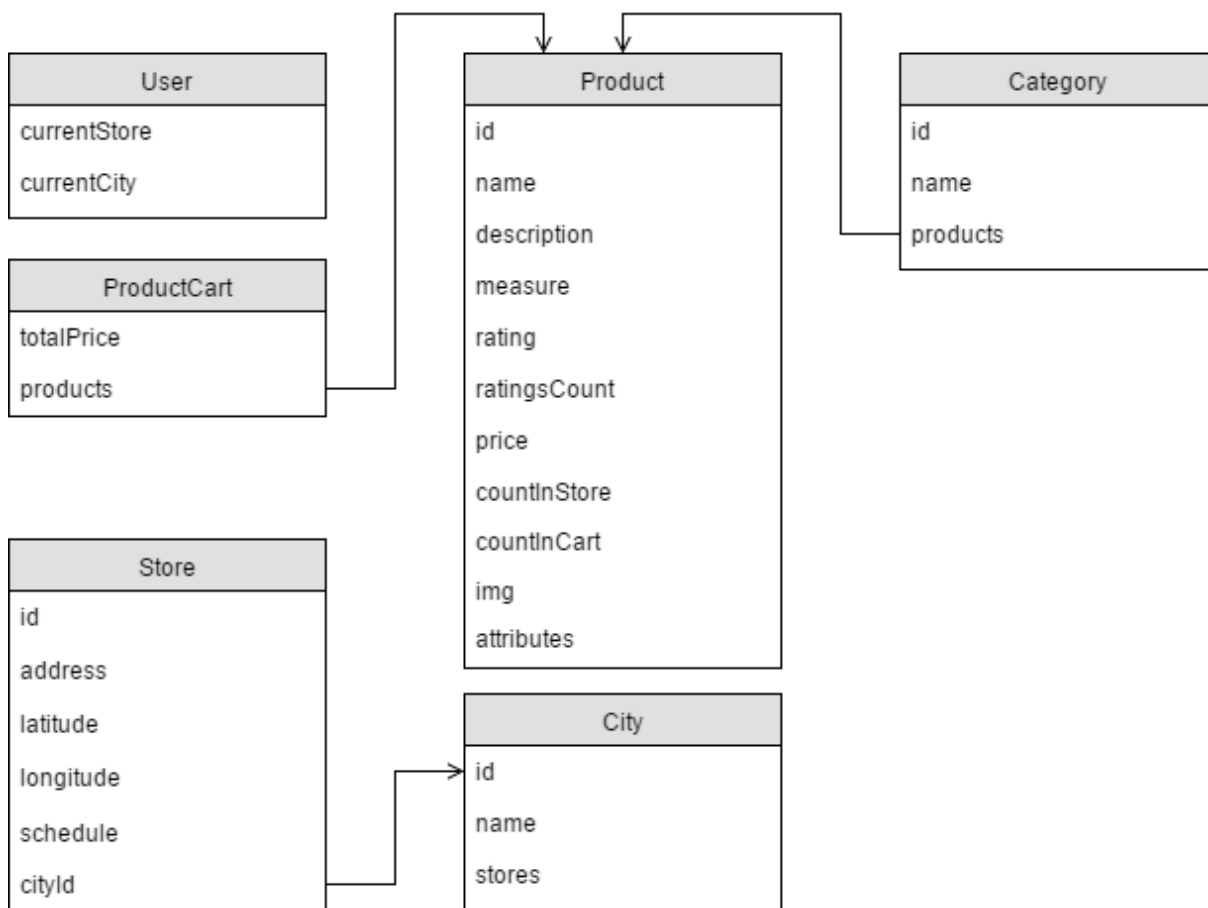 User
currentStore
currentCity
ProductCart
totalPrice
products
Store
id
address
latitude
longitude
schedule
cityId
Product
id
name
description
measure
rating
ratingsCount
price
countInStore
countInCart
img
attributes
City
id
name
stores
Category
id
name
products